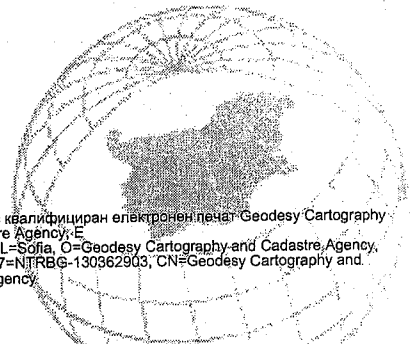 квалифициран електронен печат Geodesy Cartography
re Agency, E
L=Sofia, O=Geodesy Cartography and Cadastre Agency,
7=NTRBG-130362903, CN=Geodesy Cartography and
gency